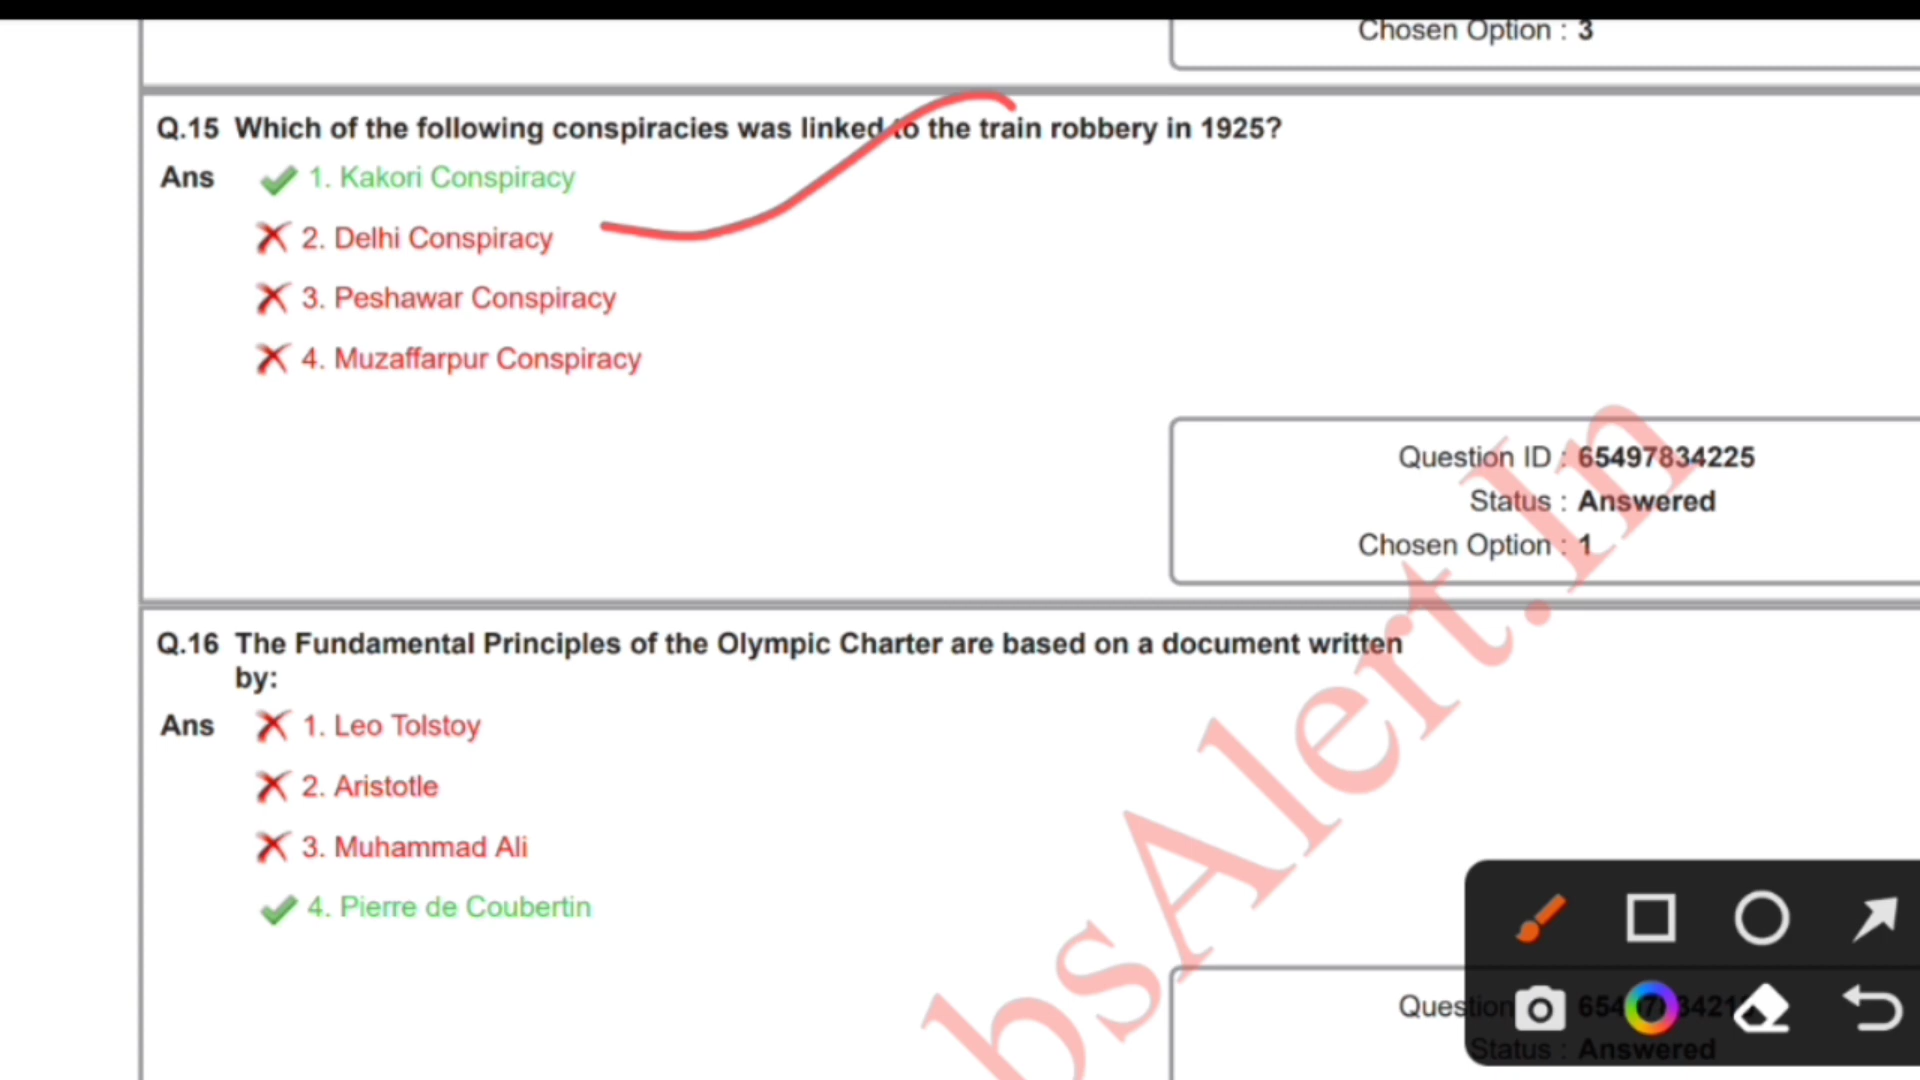 Chosen Option : 3
Q.15 Which of the following conspiracies was linked to the train robbery in 1925?
Ans 1. Kakori Conspiracy
2. Delhi Conspiracy
3. Peshawar Conspiracy
4. Muzaffarpur Conspiracy
Question ID : 65497834225
Status : Answered
Chosen Option : 1
Q.16 The Fundamental Principles of the Olympic Charter are based on a document written
by:
Ans 1. Leo Tolstoy
2. Aristotle
3. Muhammad Ali
4. Pierre de Coubertin
Question
Status : Answered
bsAlert.In